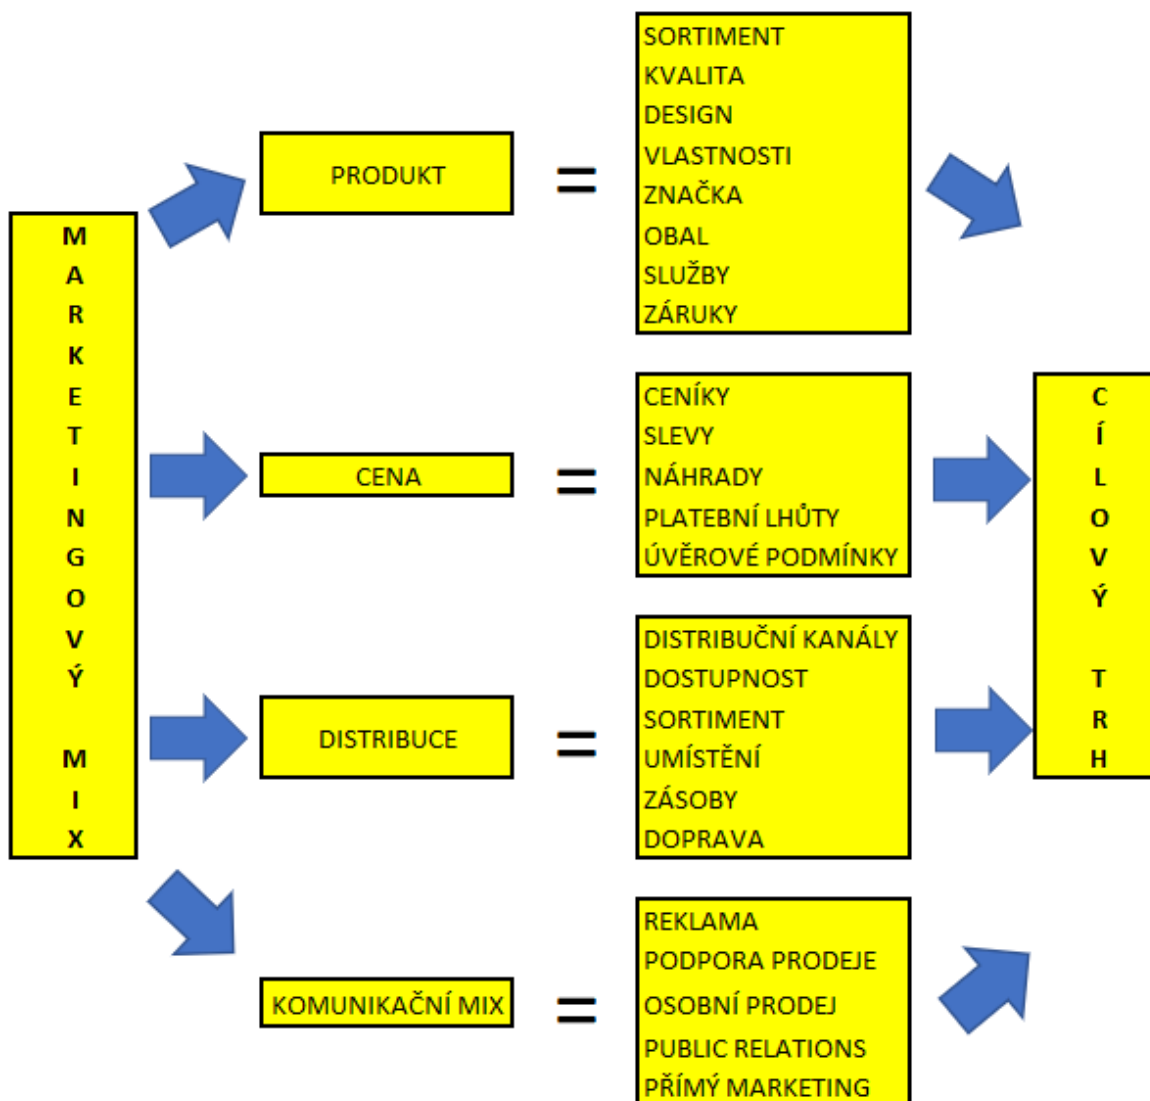 MARKETINGOVÝ MIX
PRODUKT
=
SORTIMENT
KVALITA
DESIGN
VLASTNOSTI
ZNAČKA
OBAL
SLUŽBY
ZÁRUKY
CENA
=
CENÍKY
SLEVY
NÁHRADY
PLATEBNÍ LHŮTY
ÚVĚROVÉ PODMÍNKY
DISTRIBUCE
=
DISTRIBUČNÍ KANÁLY
DOSTUPNOST
SORTIMENT
UMÍSTĚNÍ
ZÁSOBY
DOPRAVA
KOMUNIKAČNÍ MIX
=
REKLAMA
PODPORA PRODEJE
OSOBNÍ PRODEJ
PUBLIC RELATIONS
PŘÍMÝ MARKETING
CÍLOVÝ TRH